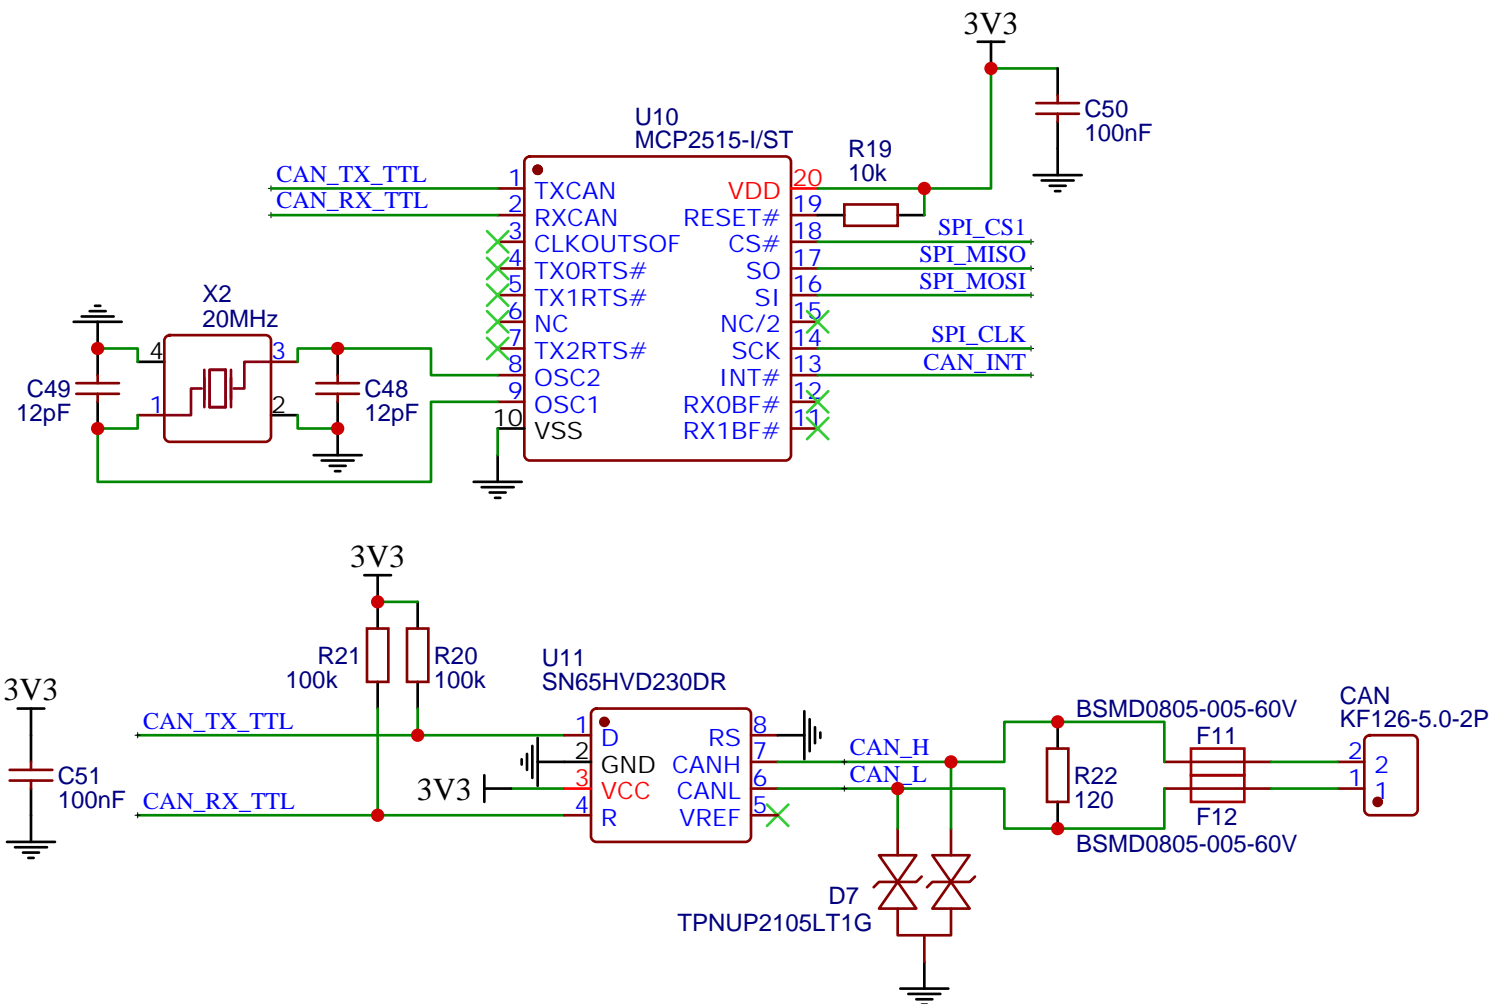 3V3
C50
100nF
U10
MCP2515-I/ST
R19
10k
CAN_TX_TTL
CAN_RX_TTL
1
2
3
4
5
6
7
8
9
10
TXCAN
RXCAN
CLKOUTSOF
TX0RTS#
TX1RTS#
NC
TX2RTS#
OSC2
OSC1
VSS
VDD
RESET#
CS#
SO
SI
NC/2
SCK
INT#
RX0BF#
RX1BF#
20
19
18
17
16
15
14
13
12
11
SPI_CS1
SPI_MISO
SPI_MOSI
SPI_CLK
CAN_INT
X2
20MHz
4
3
1
2
C49
12pF
C48
12pF
3V3
R21
100k
R20
100k
3V3
C51
100nF
CAN_TX_TTL
CAN_RX_TTL
3V3
U11
SN65HVD230DR
1
2
3
4
D
GND
VCC
R
RS
CANH
CANL
VREF
8
7
6
5
CAN_H
CAN_L
D7
TPNUP2105LT1G
R22
120
BSMD0805-005-60V
F11
F12
BSMD0805-005-60V
CAN
KF126-5.0-2P
2
1
2
1